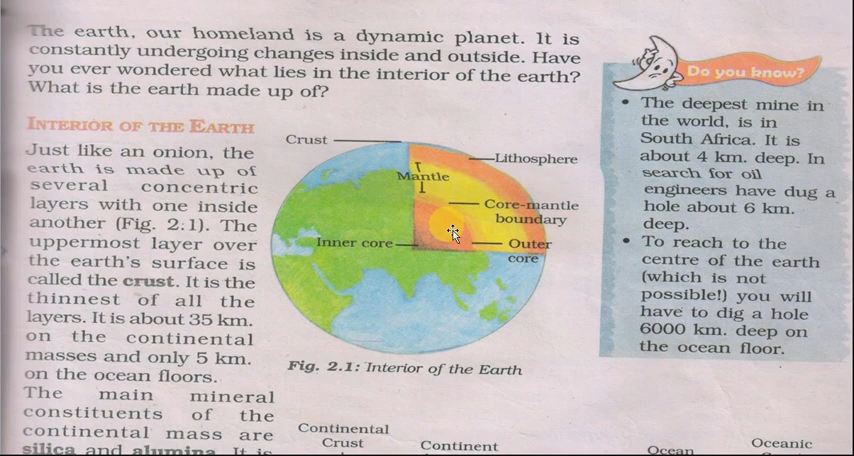 The earth, our homeland is a dynamic planet. It is
constantly undergoing changes inside and outside. Have
you ever wondered what lies in the interior of the earth?
What is the earth made up of?
INTERIOR OF THE EARTH
Just like an onion, the
earth is made up of
several concentric
layers with one inside
another (Fig. 2.1). The
uppermost layer over
the earth's surface is
called the crust. It is the
thinnest of all the
layers. It is about 35 km.
on the continental
masses and only 5 km.
on the ocean floors.
The main mineral
constituents of the
continental mass are
silica and alumina. It is
Crust
Lithosphere
Mantle
Core-mantle
boundary
Inner core
Outer
core
Fig. 2.1: Interior of the Earth
Continental
Crust
Continent
Ocean
Oceanic
Do you know?
• The deepest mine in
the world, is in
South Africa. It is
about 4 km. deep. In
search for oil
engineers have dug a
hole about 6 km.
deep.
• To reach to the
centre of the earth
(which is not
possible!) you will
have to dig a hole
6000 km. deep on
the ocean floor.